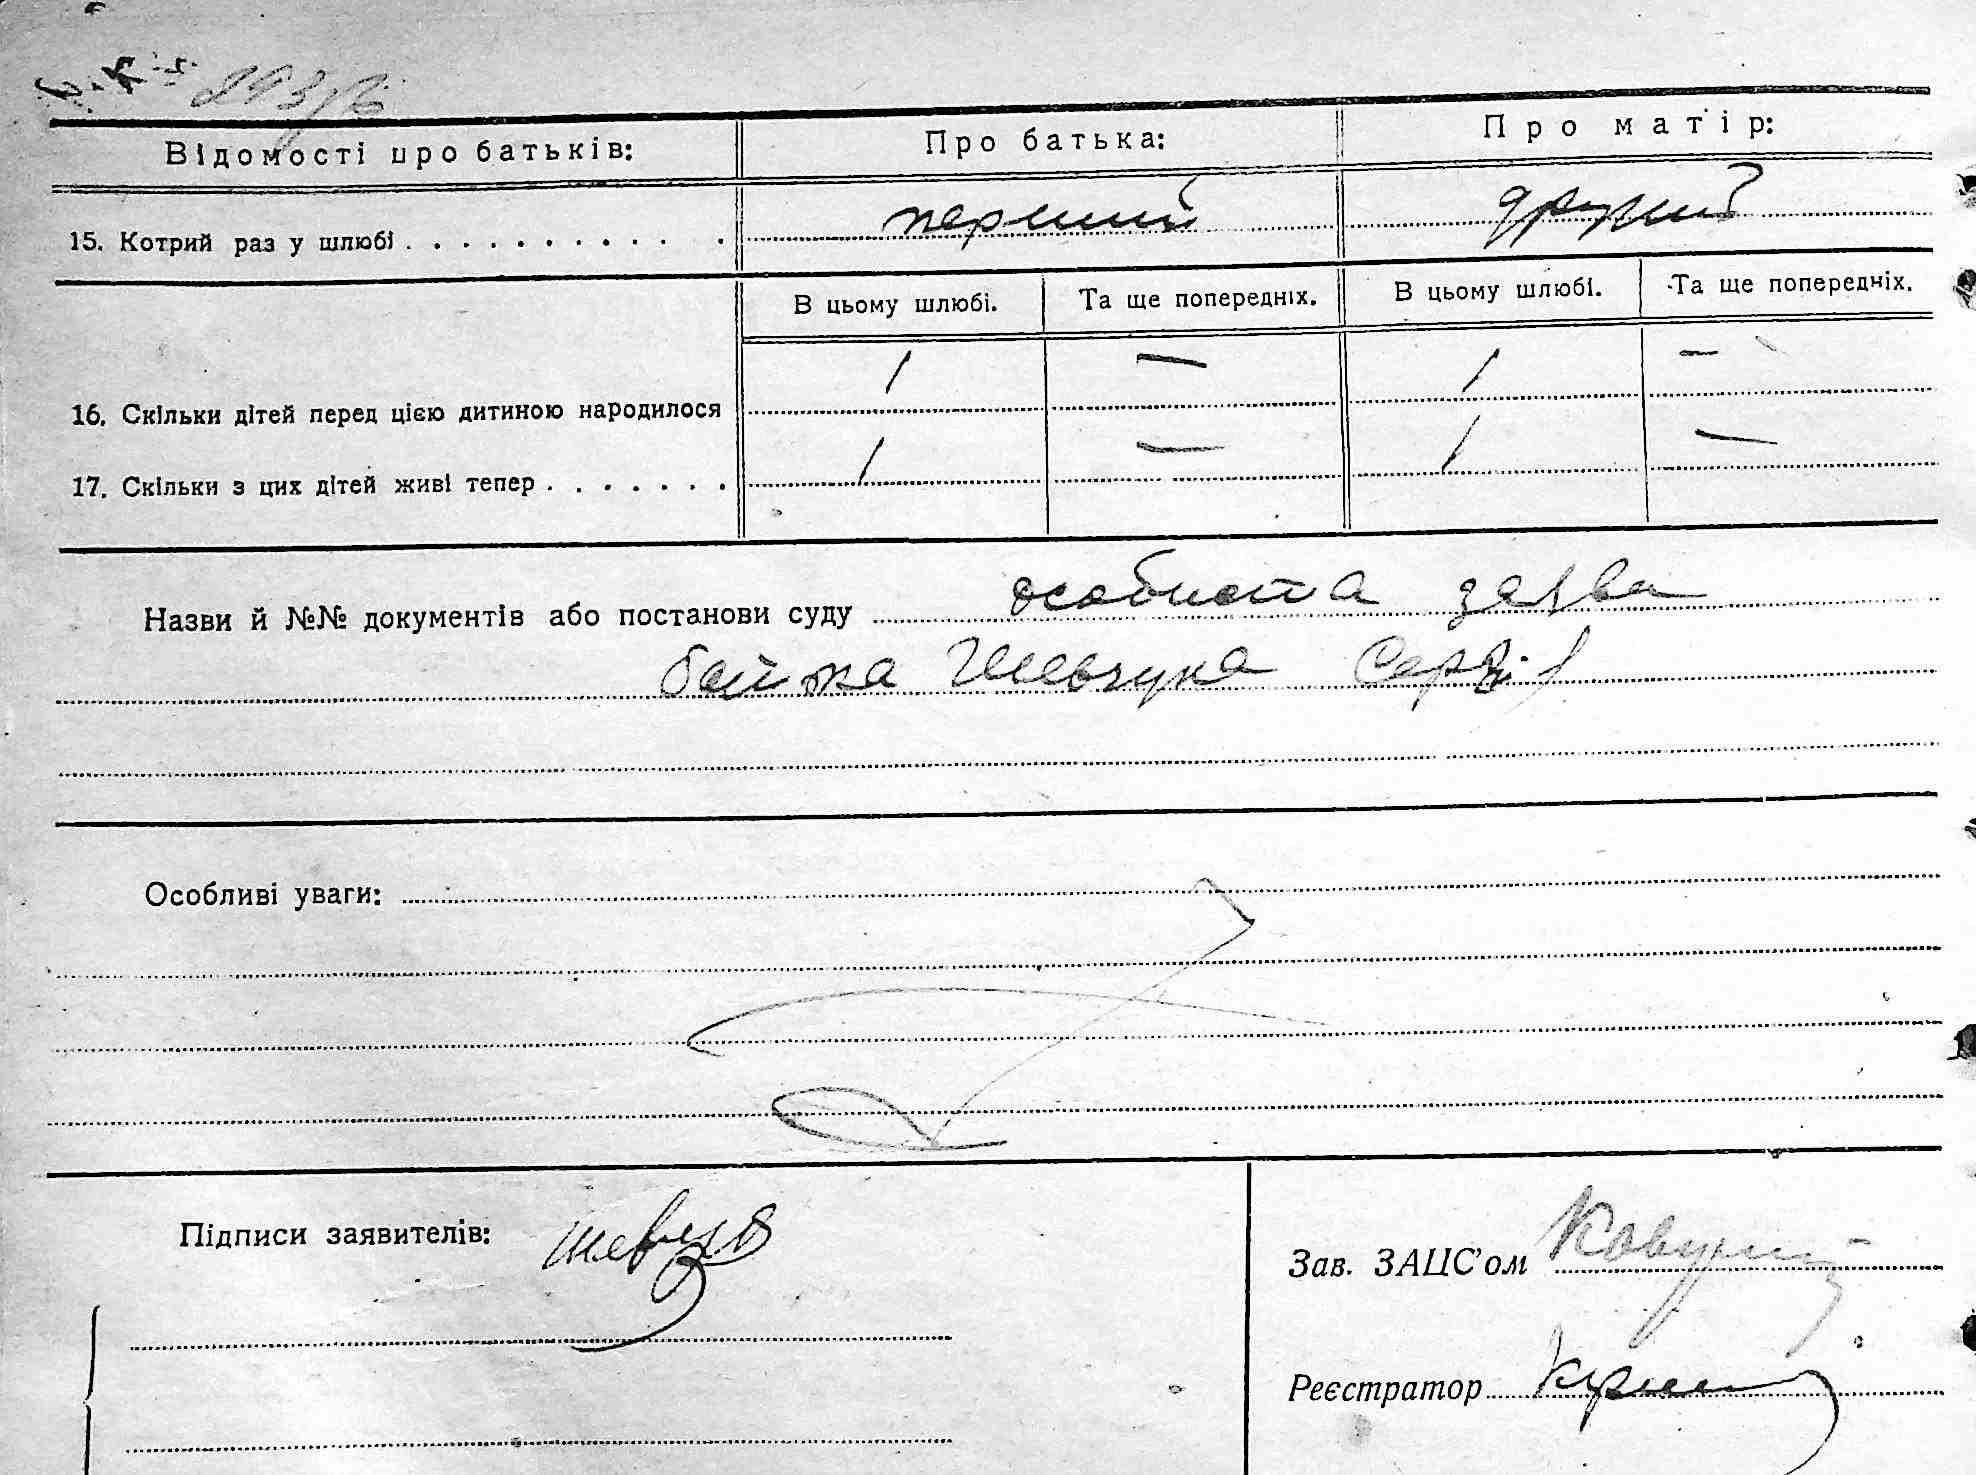 Відомості про батьків: Про батька: Про матір:
15. Котрий раз у шлюбі . . . . . . . . . . . перший другий
В цьому шлюбі. Та ще попередніх. В цьому шлюбі. Та ще попередніх.
16. Скільки дітей перед цією дитиною народилося 1 — 1 —
17. Скільки з цих дітей живі тепер . . . . . . . 1 — 1 —
Назви й №№ документів або постанови суду особиста заява
батька Шевчука Сергія
Особливі уваги:
Підписи заявителів:
Зав. ЗАЦС'ом
Реєстратор